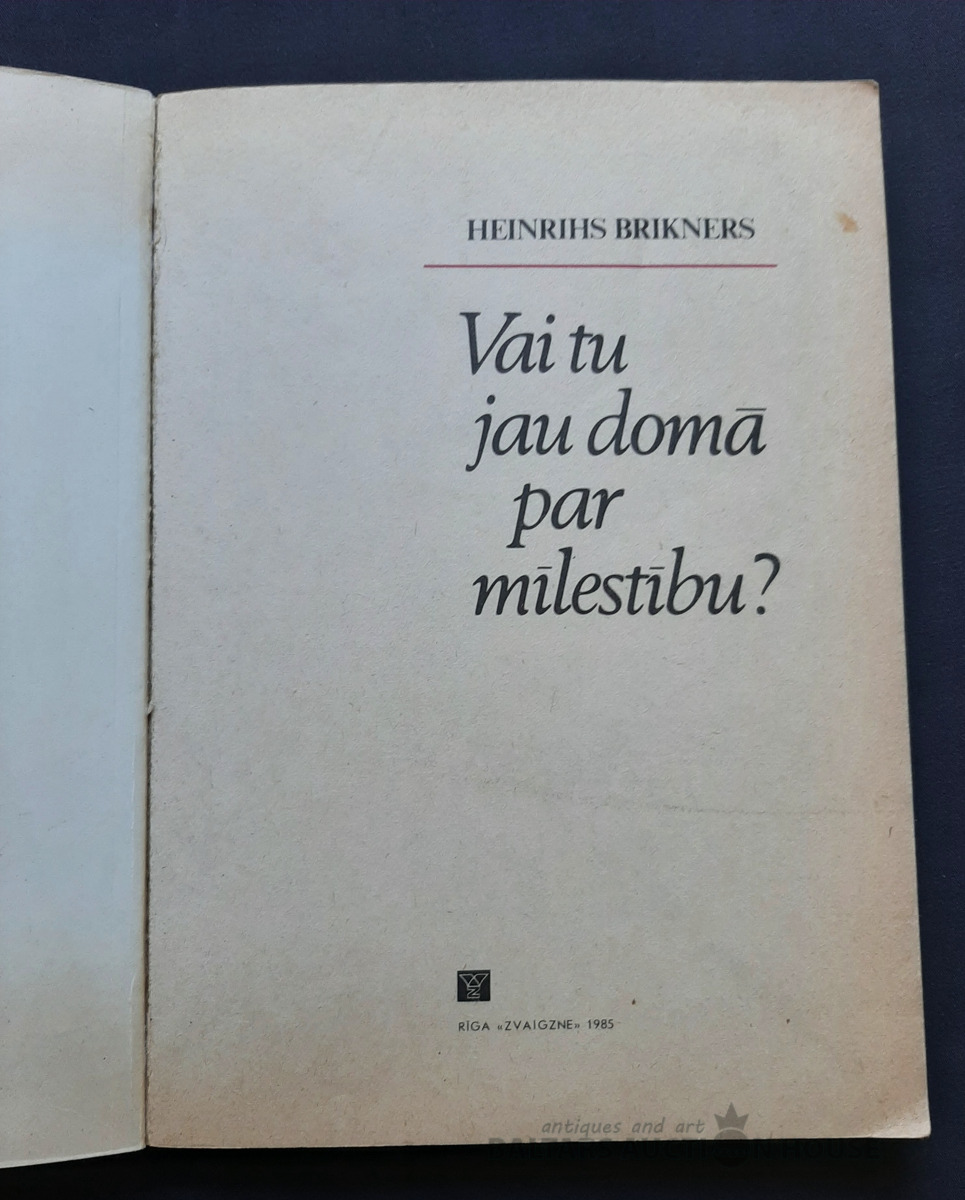 HEINRIHS BRIKNERS
Vai tu
jau domā
par
mīlestību?
RĪGA «ZVAIGZNE» 1985
antiques and art